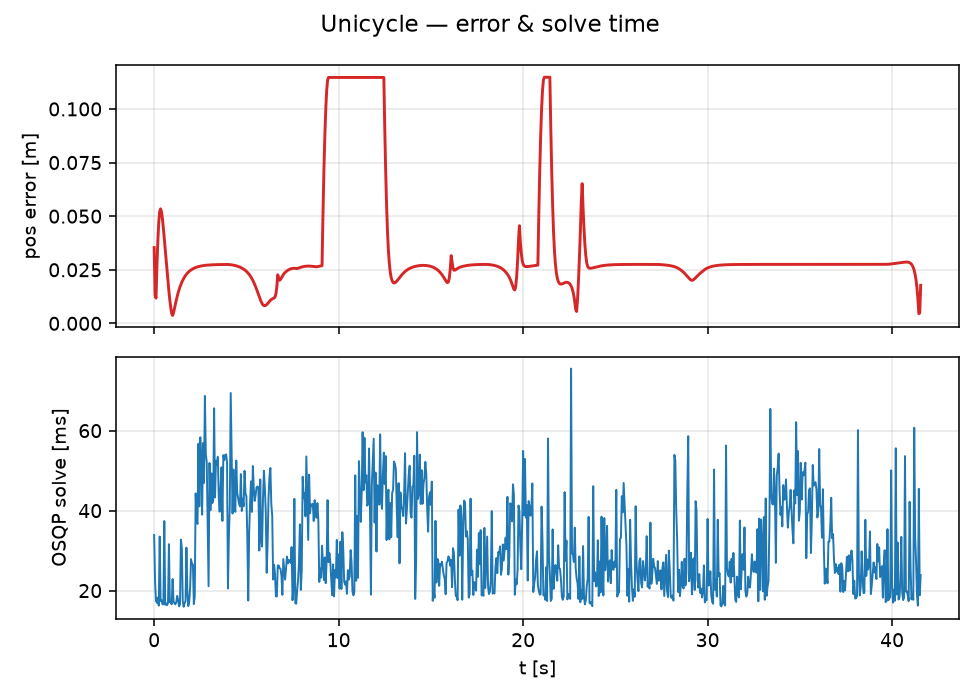 Unicycle — error & solve time
pos error [m]
0.100
0.075
0.050
0.025
0.000
OSQP solve [ms]
60
40
20
0 10 20 30 40
t [s]